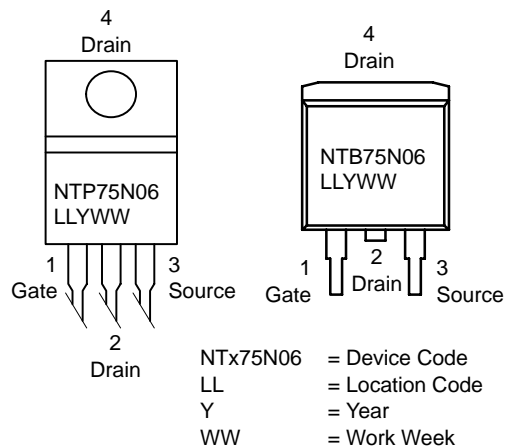 4
Drain
NTP75N06
LLYWW
1
Gate
3
Source
2
Drain
4
Drain
NTB75N06
LLYWW
1
Gate
2
Drain
3
Source
NTx75N06 = Device Code
LL = Location Code
Y = Year
WW = Work Week